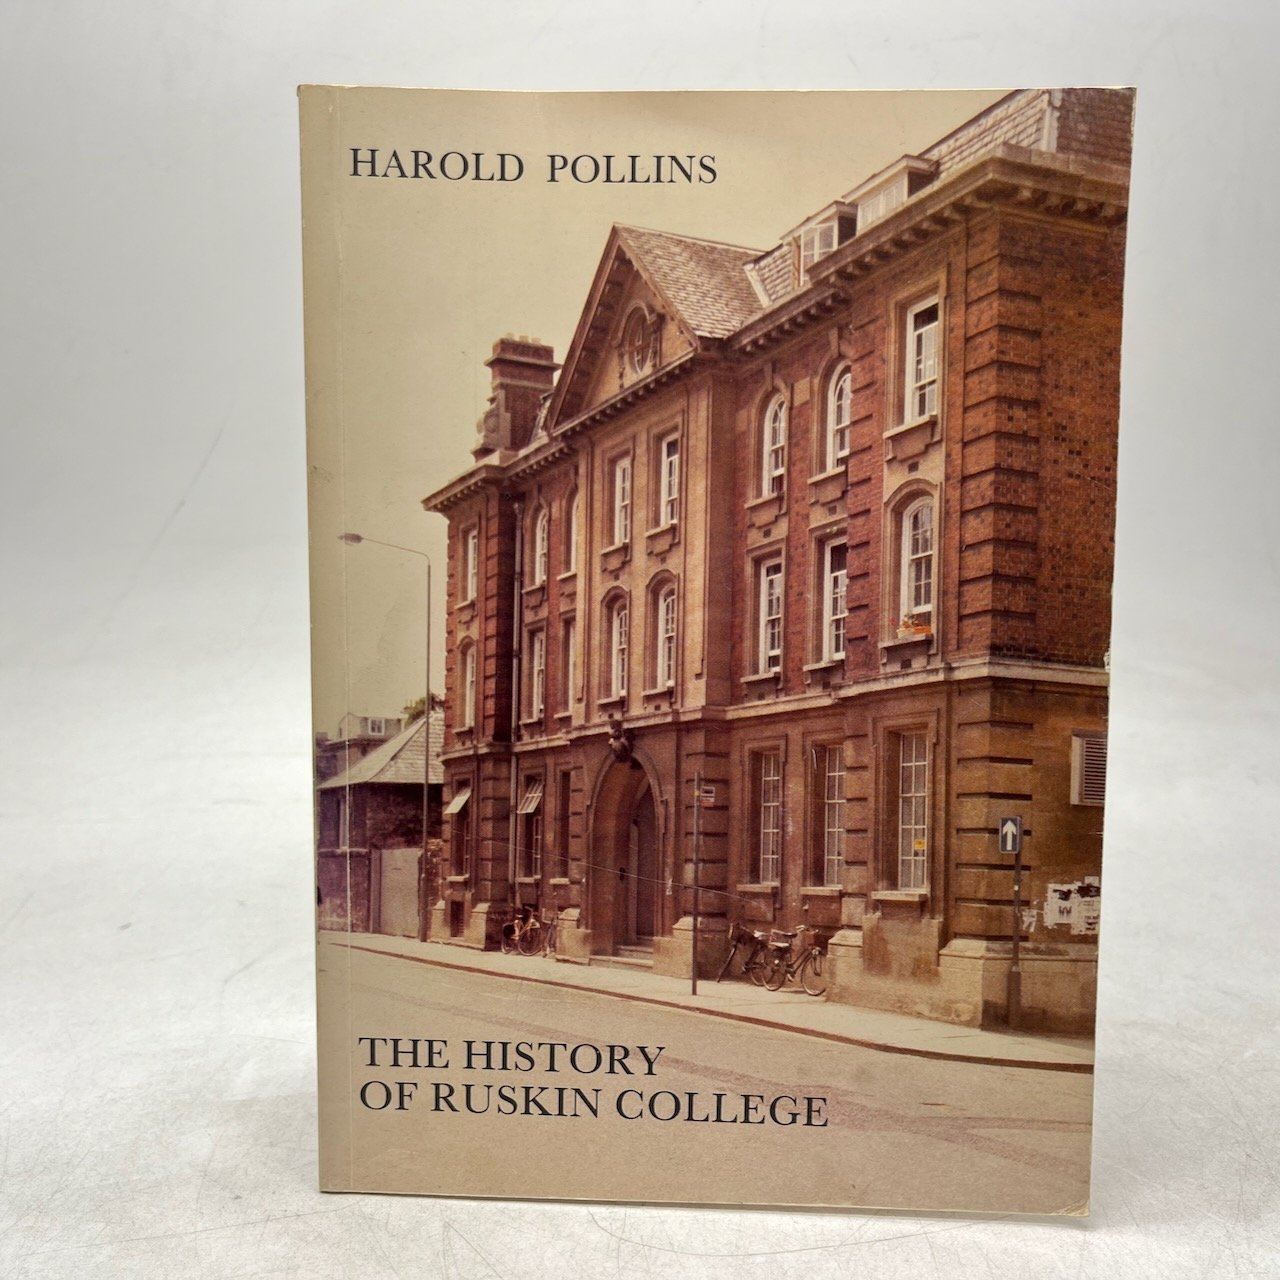 HAROLD POLLINS
THE HISTORY
OF RUSKIN COLLEGE